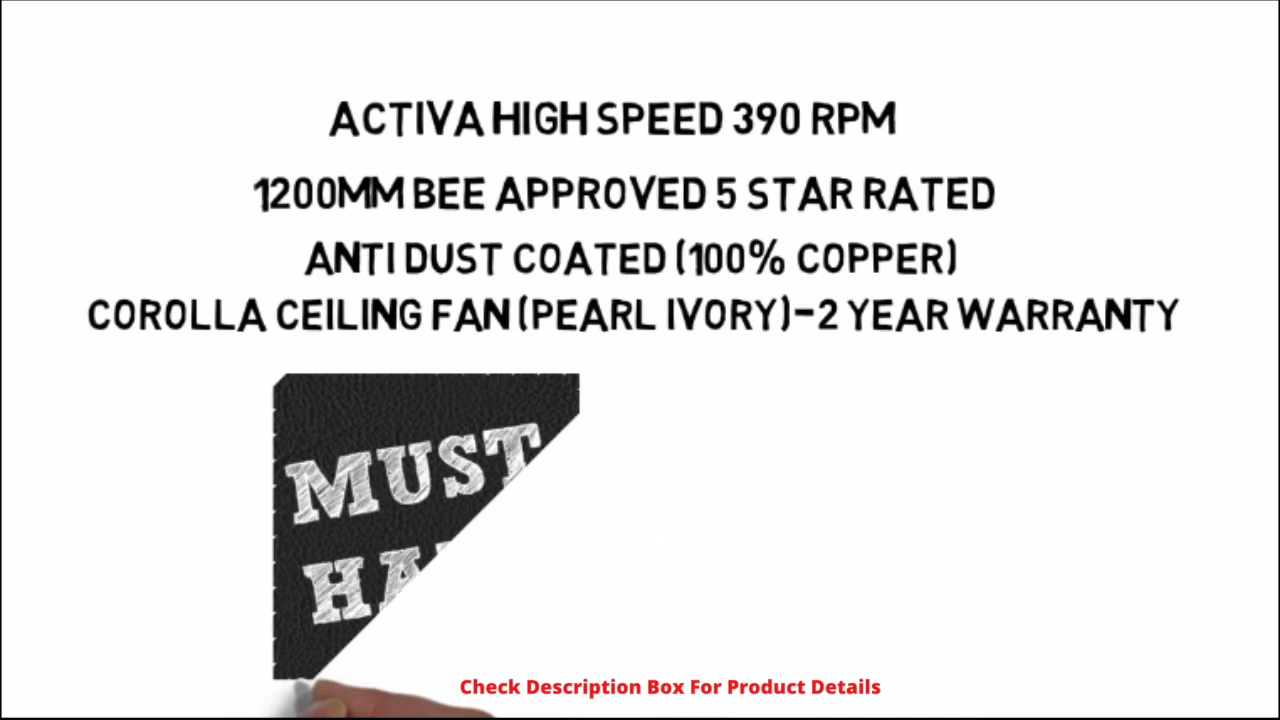 ACTIVA HIGH SPEED 390 RPM
1200MM BEE APPROVED 5 STAR RATED
ANTI DUST COATED (100% COPPER)
COROLLA CEILING FAN (PEARL IVORY)-2 YEAR WARRANTY
MUST
HA
Check Description Box For Product Details